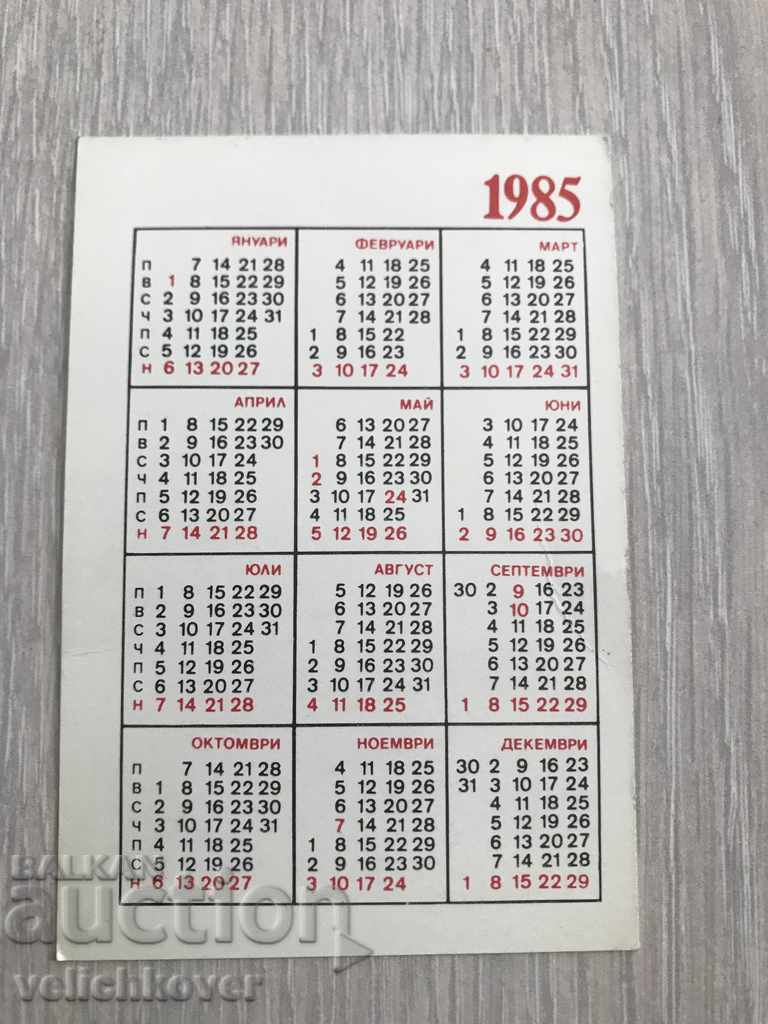 1985
ЯНУАРИ ФЕВРУАРИ МАРТ
П 7 14 21 28 4 11 18 25 4 11 18 25
В 1 8 15 22 29 5 12 19 26 5 12 19 26
С 2 9 16 23 30 6 13 20 27 6 13 20 27
Ч 3 10 17 24 31 7 14 21 28 7 14 21 28
П 4 11 18 25 1 8 15 22 1 8 15 22 29
С 5 12 19 26 2 9 16 23 2 9 16 23 30
Н 6 13 20 27 3 10 17 24 3 10 17 24 31
АПРИЛ МАЙ ЮНИ
П 1 8 15 22 29 6 13 20 27 3 10 17 24
В 2 9 16 23 30 7 14 21 28 4 11 18 25
С 3 10 17 24 1 8 15 22 29 5 12 19 26
Ч 4 11 18 25 2 9 16 23 30 6 13 20 27
П 5 12 19 26 3 10 17 24 31 7 14 21 28
С 6 13 20 27 4 11 18 25 1 8 15 22 29
Н 7 14 21 28 5 12 19 26 2 9 16 23 30
ЮЛИ АВГУСТ СЕПТЕМВРИ
П 1 8 15 22 29 5 12 19 26 30 2 9 16 23
В 2 9 16 23 30 6 13 20 27 3 10 17 24
С 3 10 17 24 31 7 14 21 28 4 11 18 25
Ч 4 11 18 25 1 8 15 22 29 5 12 19 26
П 5 12 19 26 2 9 16 23 30 6 13 20 27
С 6 13 20 27 3 10 17 24 31 7 14 21 28
Н 7 14 21 28 4 11 18 25 1 8 15 22 29
ОКТОМВРИ НОЕМВРИ ДЕКЕМВРИ
П 7 14 21 28 4 11 18 25 30 2 9 16 23
В 1 8 15 22 29 5 12 19 26 31 3 10 17 24
С 2 9 16 23 30 6 13 20 27 4 11 18 25
Ч 3 10 17 24 31 7 14 21 28 5 12 19 26
П 4 11 18 25 1 8 15 22 29 6 13 20 27
С 5 12 19 26 2 9 16 23 30 7 14 21 28
Н 6 13 20 27 3 10 17 24 1 8 15 22 29
BALKAN
auction
velichkover